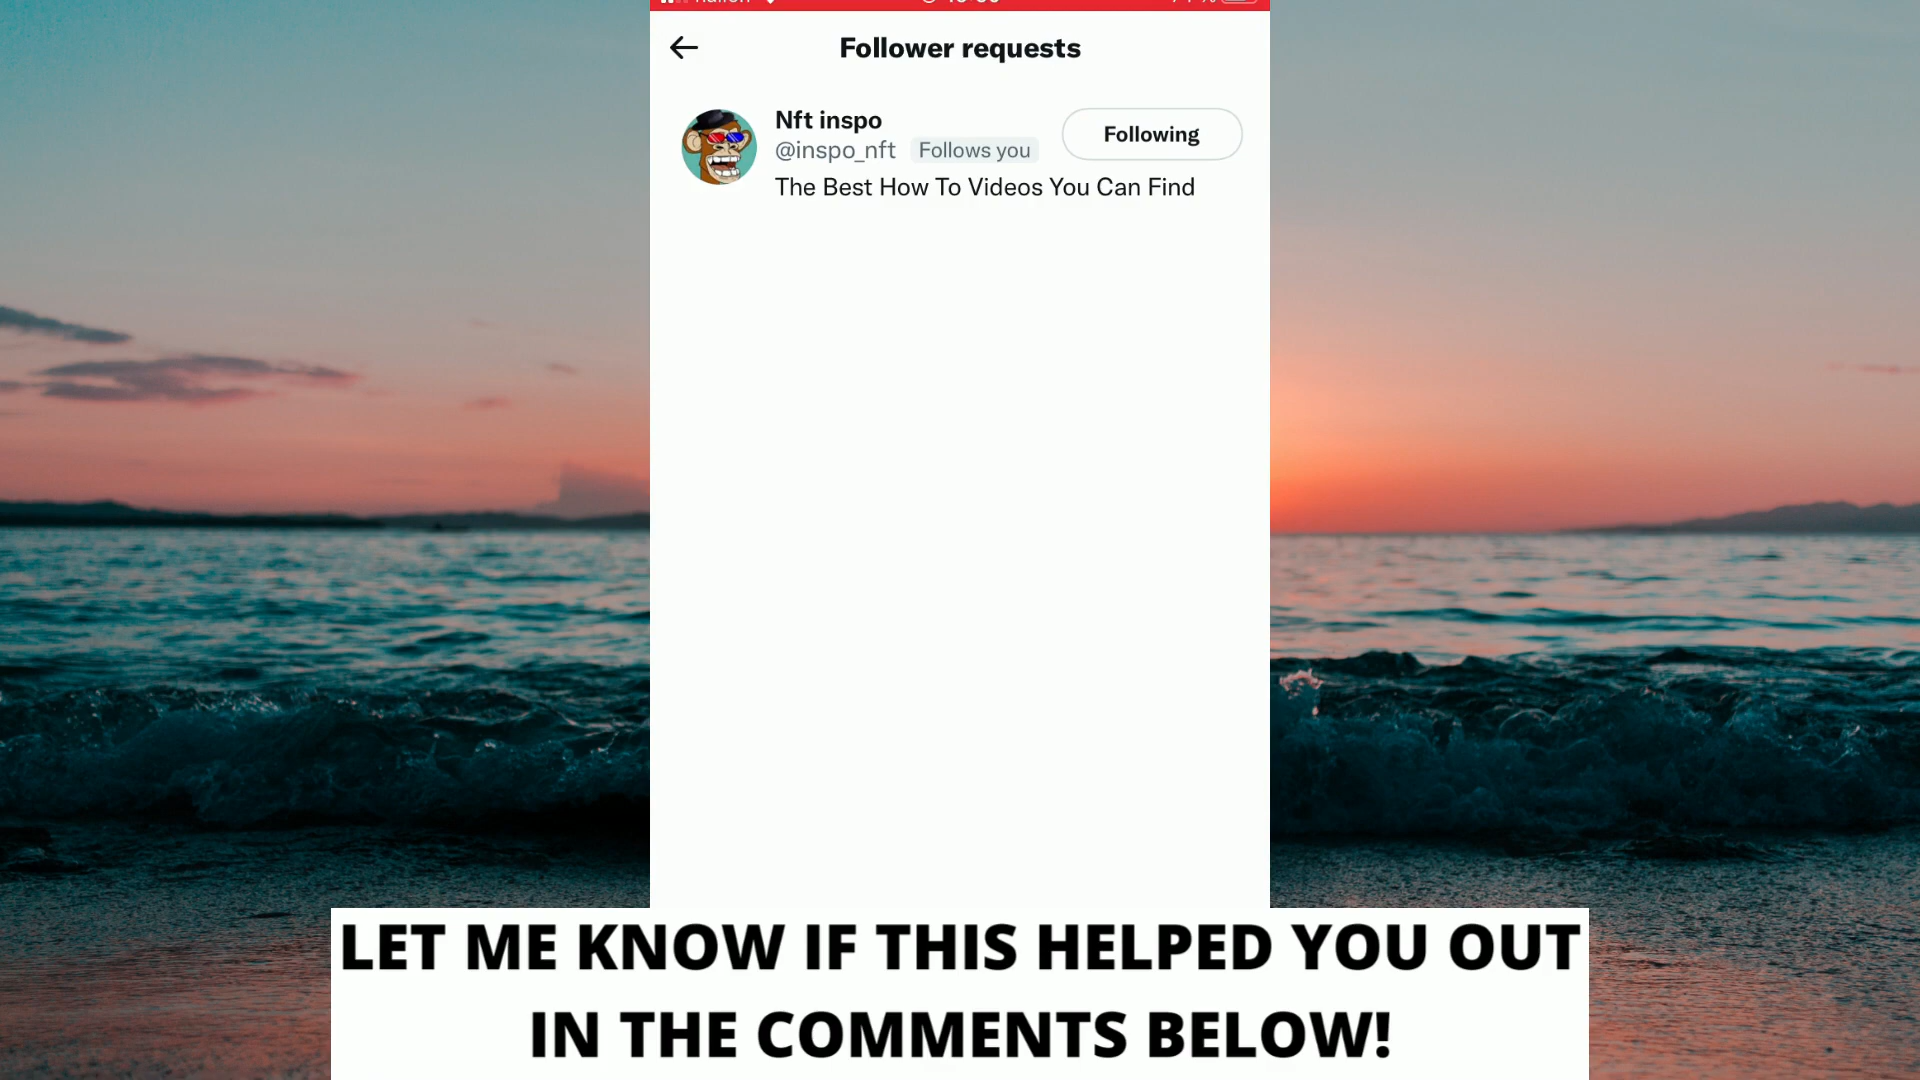 Follower requests
Nft inspo
@inspo_nft Follows you
Following
The Best How To Videos You Can Find
LET ME KNOW IF THIS HELPED YOU OUT
IN THE COMMENTS BELOW!